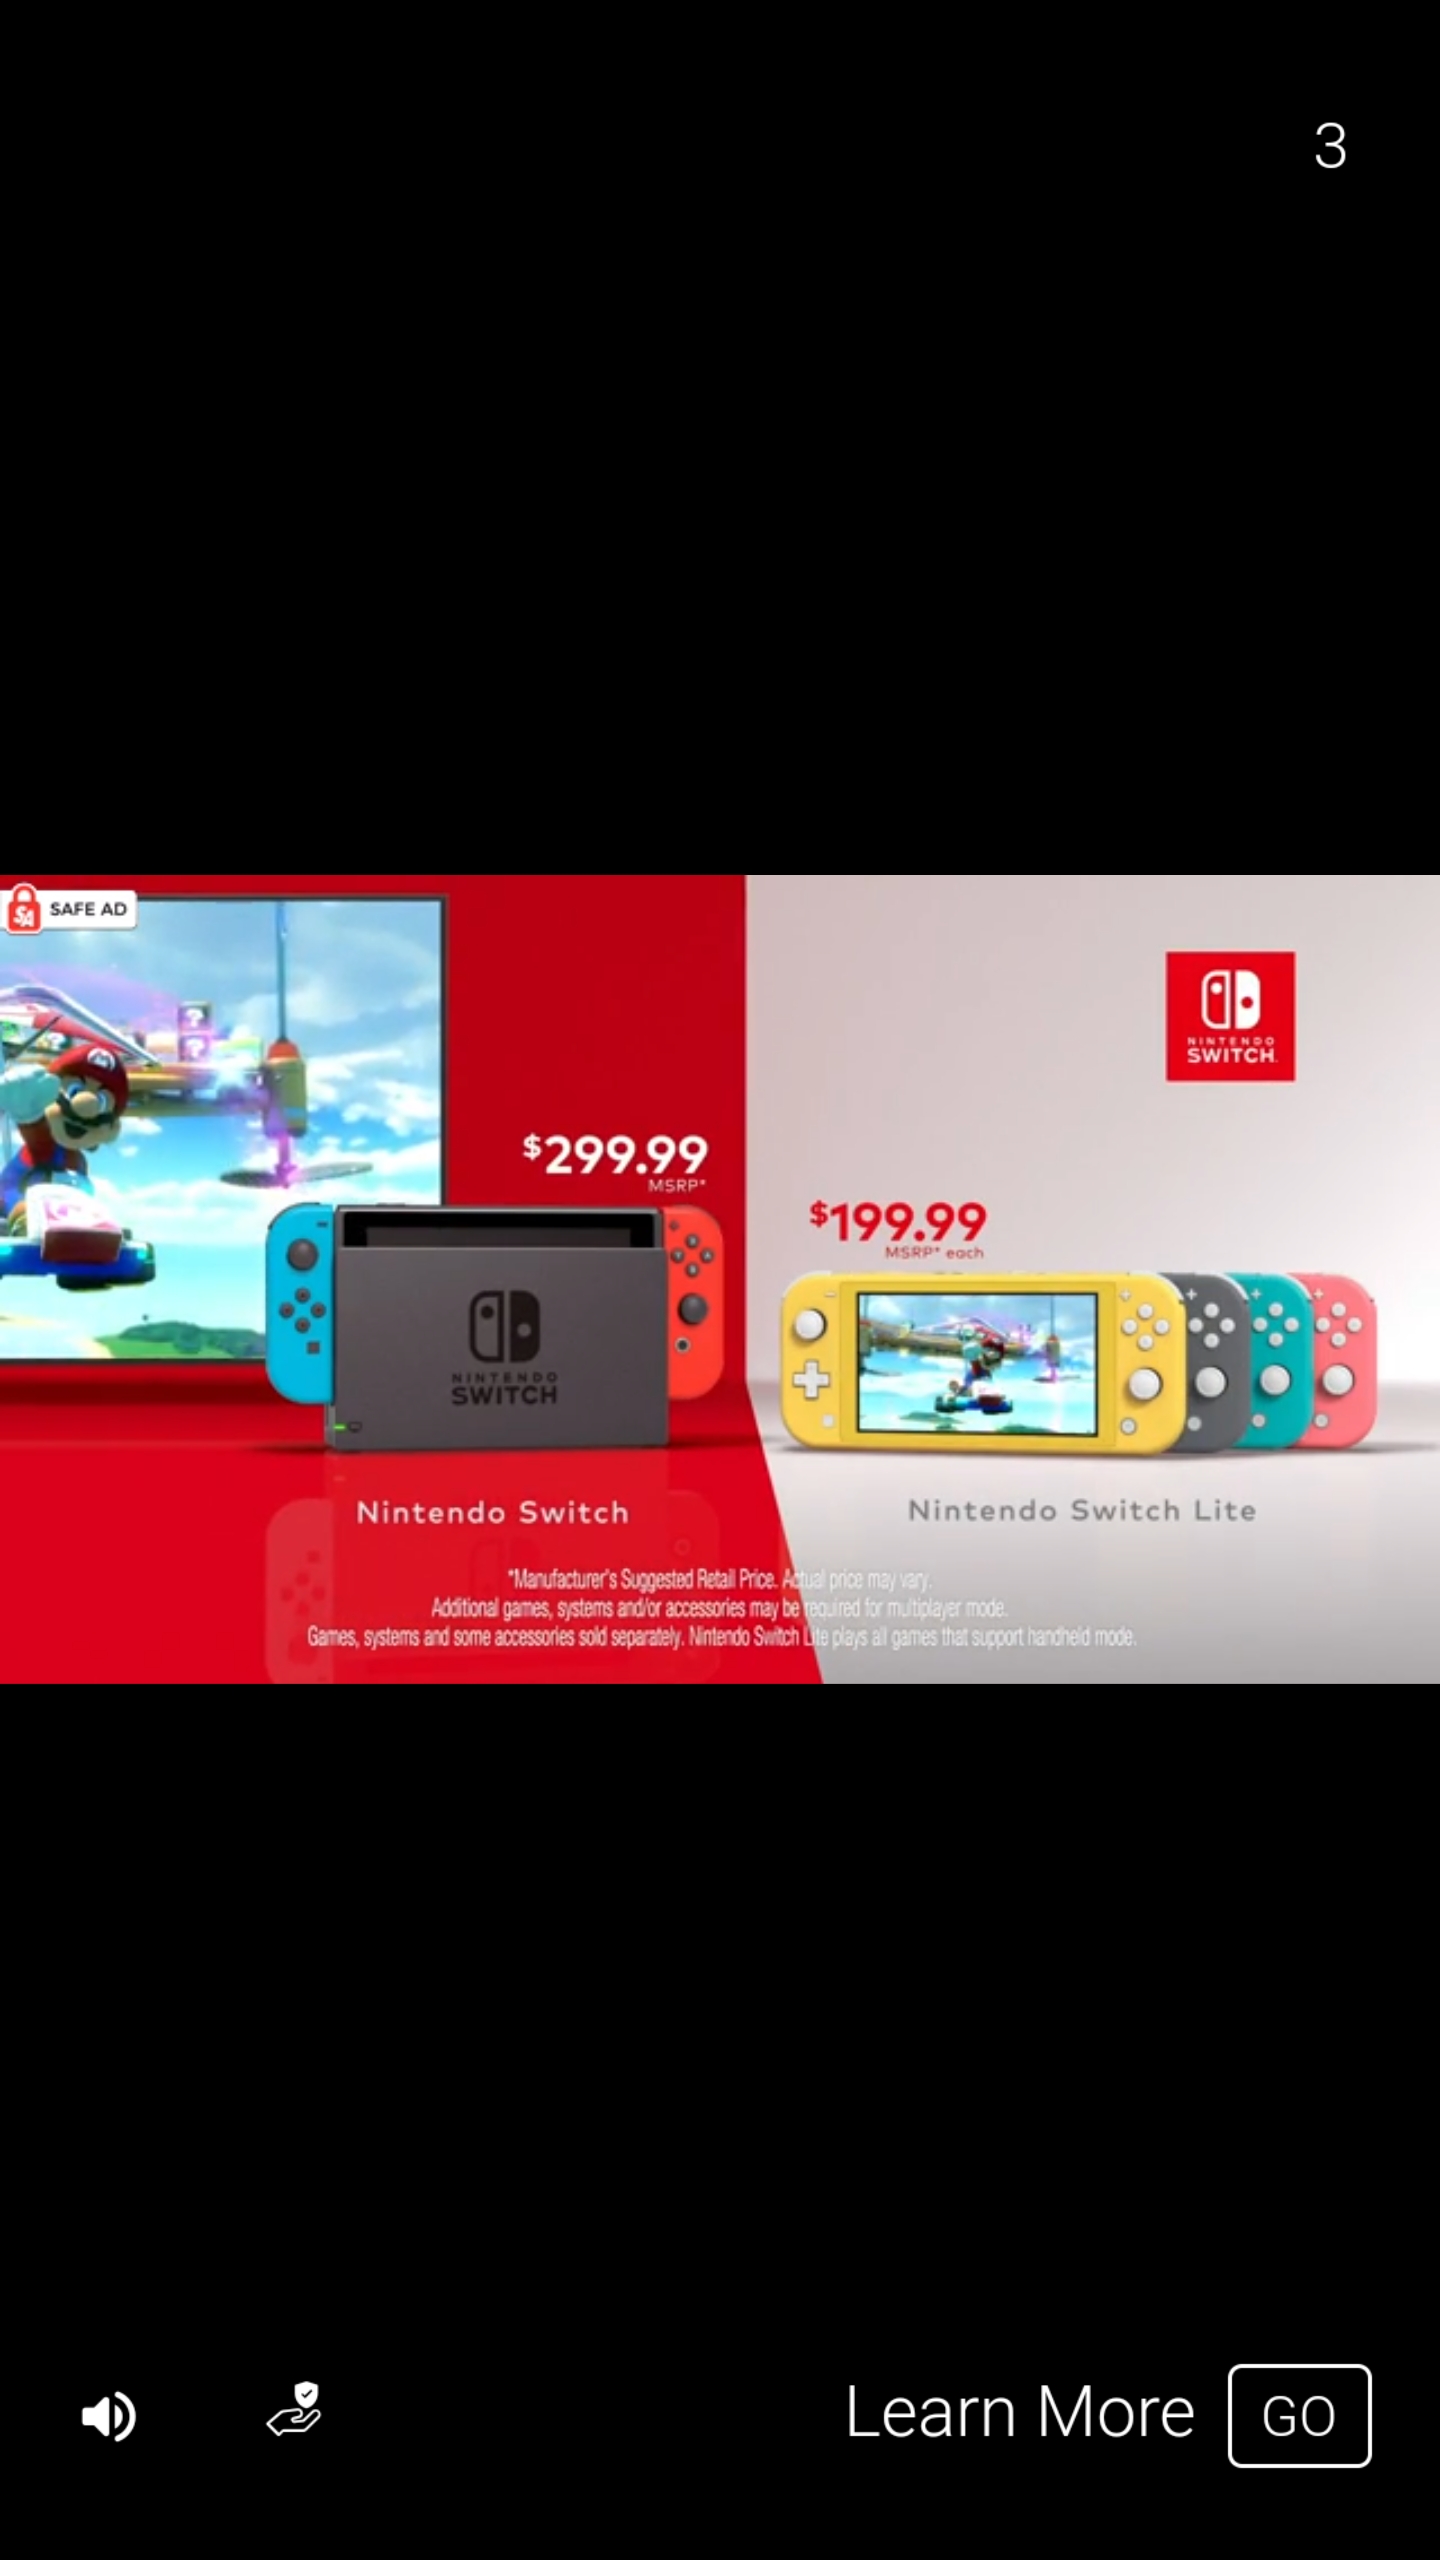 3
SAFE AD
NINTENDO
SWITCH
$299.99
MSRP*
$199.99
MSRP* each
NINTENDO
SWITCH
Nintendo Switch
Nintendo Switch Lite
*Manufacturer's Suggested Retail Price. Actual price may vary.
Additional games, systems and/or accessories may be required for multiplayer mode.
Games, systems and some accessories sold separately. Nintendo Switch Lite plays all games that support handheld mode.
Learn More GO